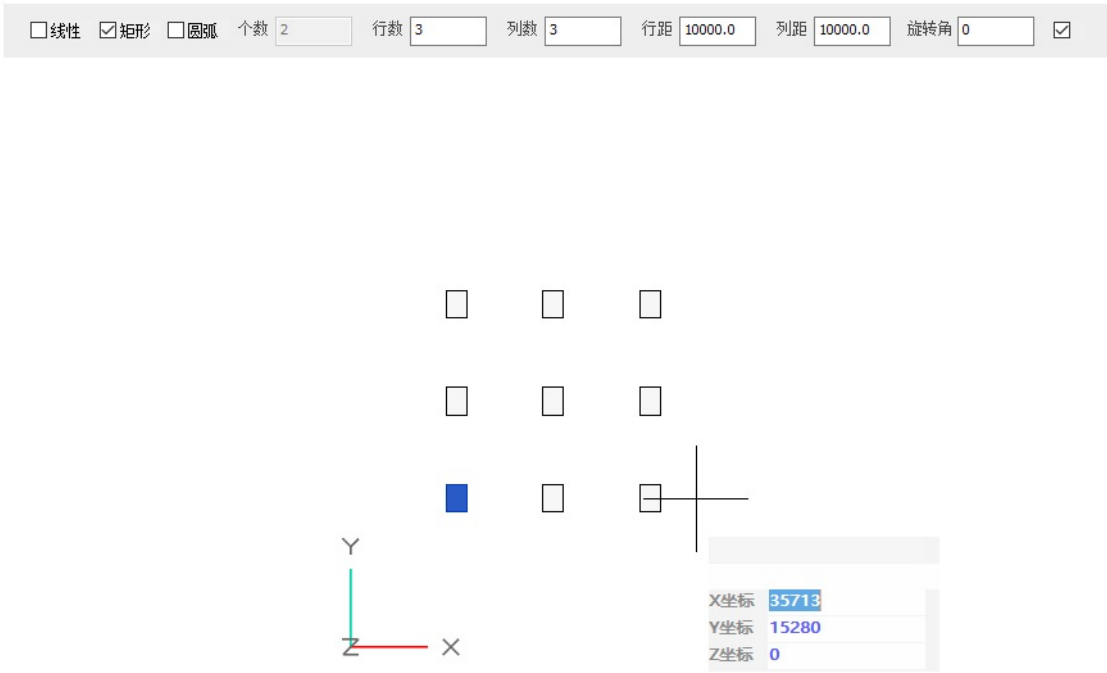 线性 矩形 圆弧 个数 2 行数 3 列数 3 行距 10000.0 列距 10000.0 旋转角 0
Y
Z X
X坐标 35713
Y坐标 15280
Z坐标 0